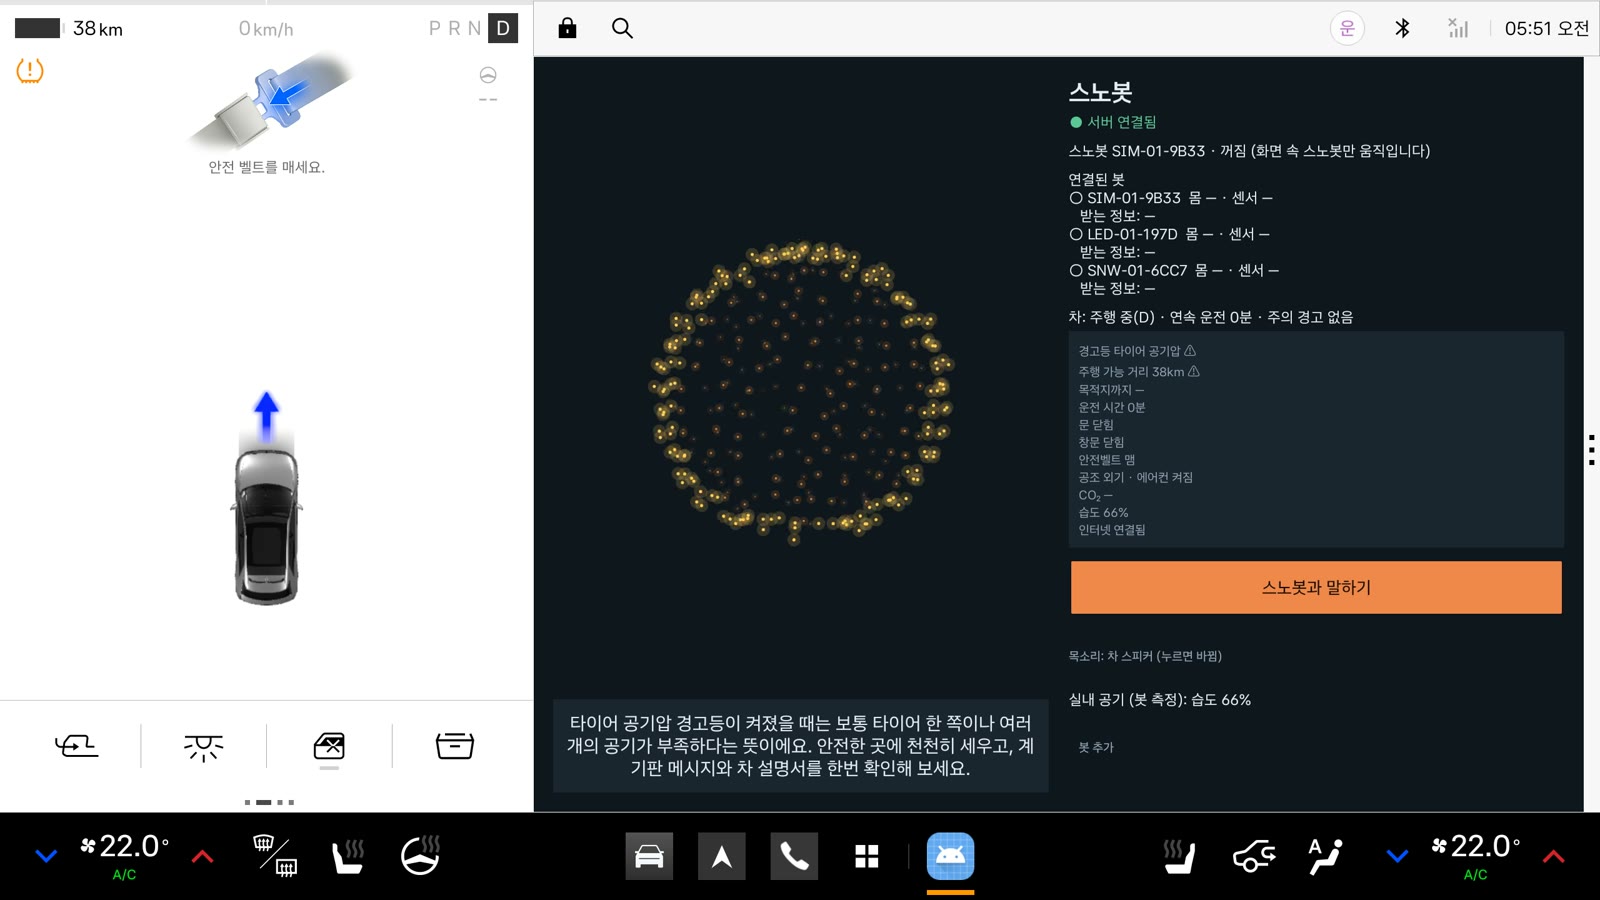 38 km
0 km/h
P R N D
안전 벨트를 매세요.
--
운
05:51 오전
스노봇
서버 연결됨
스노봇 SIM-01-9B33 · 꺼짐 (화면 속 스노봇만 움직입니다)
연결된 봇
○ SIM-01-9B33 몸 — · 센서 —
받는 정보: —
○ LED-01-197D 몸 — · 센서 —
받는 정보: —
○ SNW-01-6CC7 몸 — · 센서 —
받는 정보: —
차: 주행 중(D) · 연속 운전 0분 · 주의 경고 없음
경고등 타이어 공기압 ⚠
주행 가능 거리 38km ⚠
목적지까지 —
운전 시간 0분
문 닫힘
창문 닫힘
안전벨트 맴
공조 외기 · 에어컨 켜짐
CO₂ —
습도 66%
인터넷 연결됨
스노봇과 말하기
목소리: 차 스피커 (누르면 바뀜)
실내 공기 (봇 측정): 습도 66%
봇 추가
타이어 공기압 경고등이 켜졌을 때는 보통 타이어 한 쪽이나 여러
개의 공기가 부족하다는 뜻이에요. 안전한 곳에 천천히 세우고, 계
기판 메시지와 차 설명서를 한번 확인해 보세요.
22.0°
A/C
A
22.0°
A/C